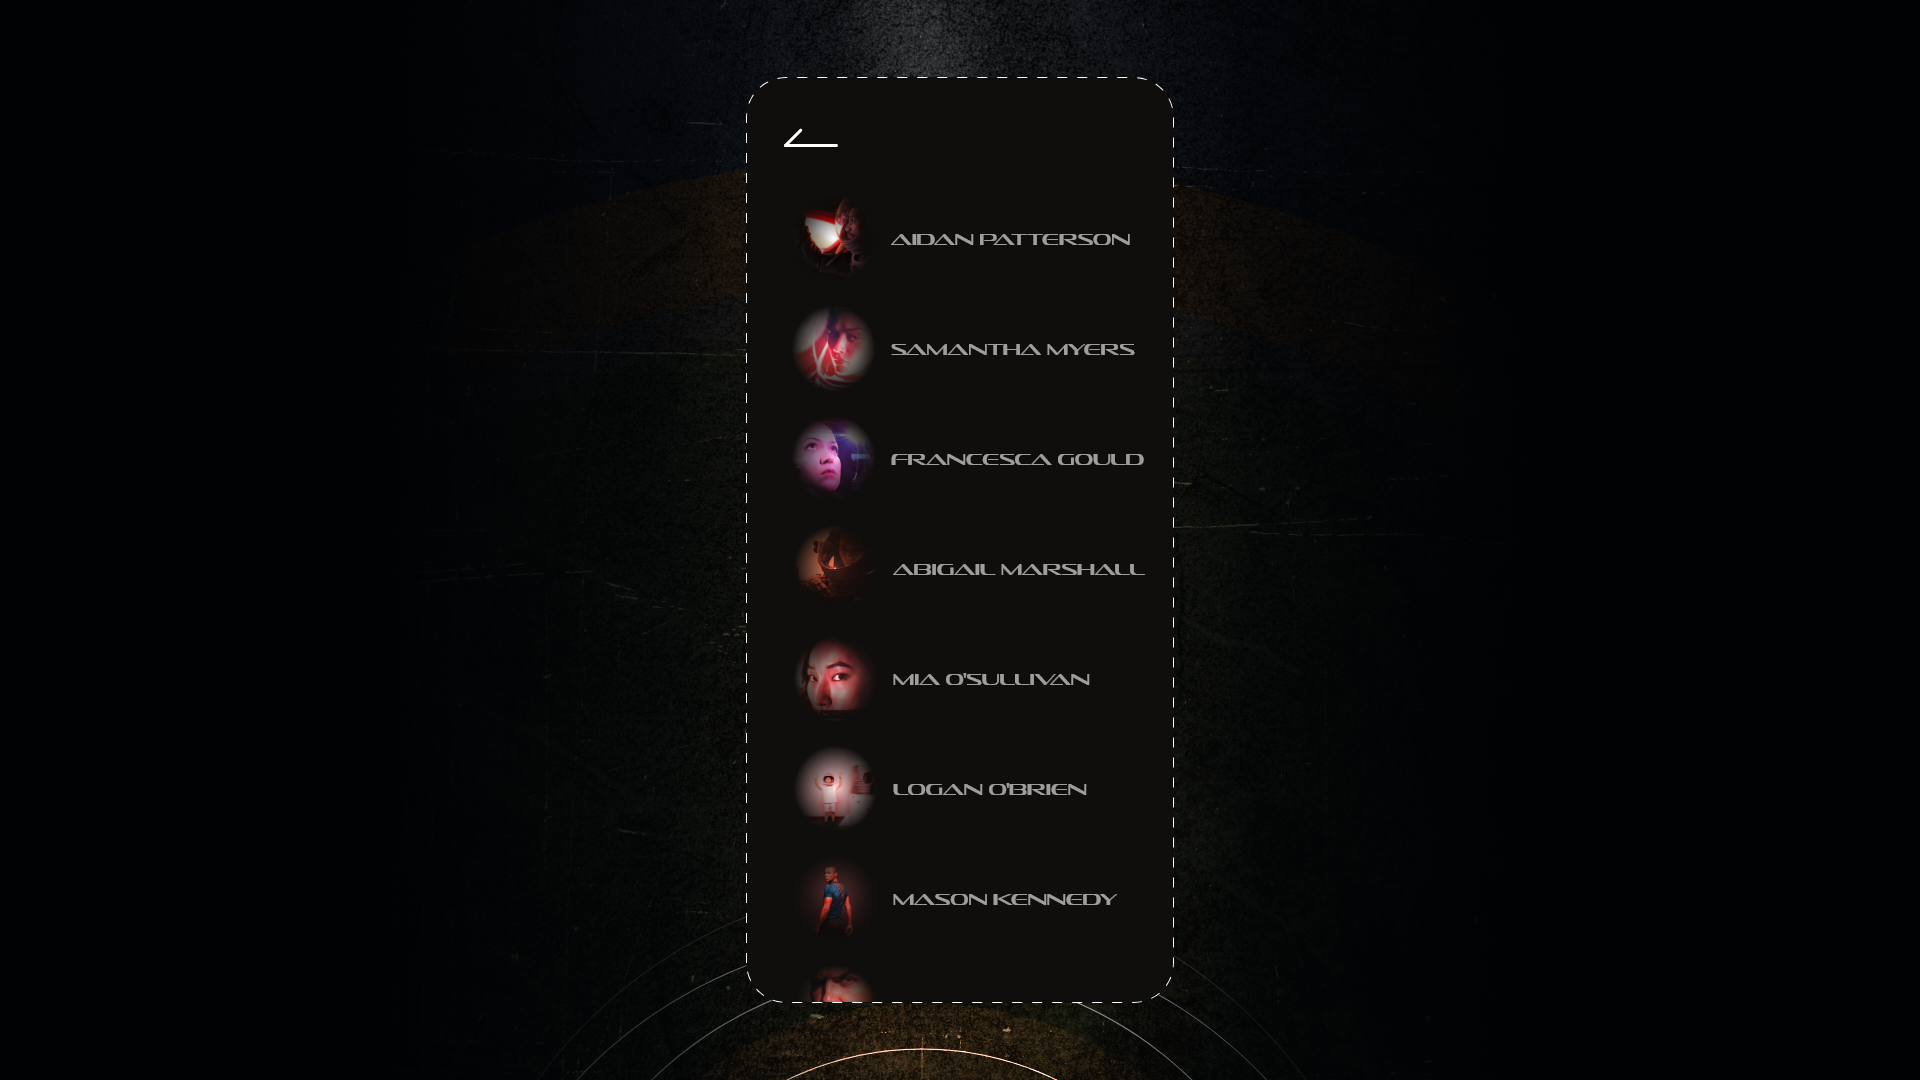 AIDAN PATTERSON
SAMANTHA MYERS
FRANCESCA GOULD
ABIGAIL MARSHALL
MIA O'SULLIVAN
LOGAN O'BRIEN
MASON KENNEDY